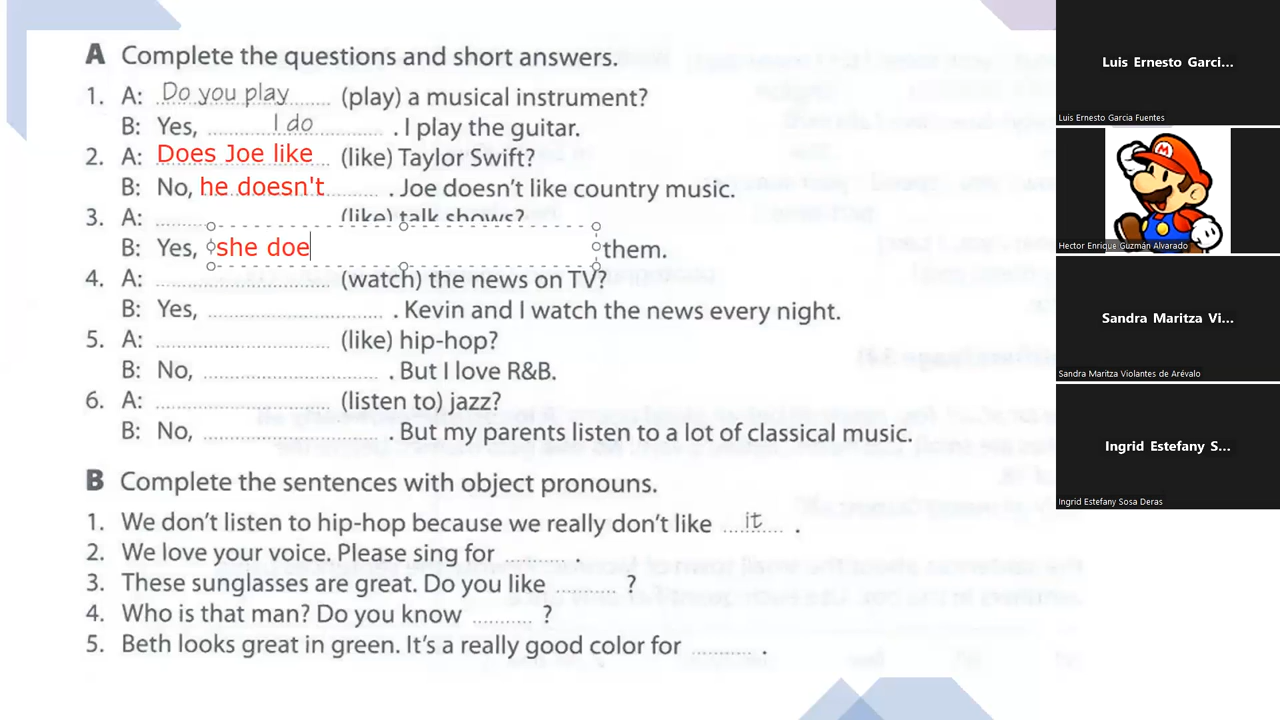 A Complete the questions and short answers.
1. A: Do you play (play) a musical instrument?
B: Yes, I do . I play the guitar.
2. A: Does Joe like (like) Taylor Swift?
B: No, he doesn't . Joe doesn't like country music.
3. A: (like) talk shows?
B: Yes, she doe them.
4. A: (watch) the news on TV?
B: Yes, . Kevin and I watch the news every night.
5. A: (like) hip-hop?
B: No, . But I love R&B.
6. A: (listen to) jazz?
B: No, . But my parents listen to a lot of classical music.
B Complete the sentences with object pronouns.
1. We don't listen to hip-hop because we really don't like it .
2. We love your voice. Please sing for .
3. These sunglasses are great. Do you like ?
4. Who is that man? Do you know ?
5. Beth looks great in green. It's a really good color for .
Luis Ernesto Garci...
Luis Ernesto Garcia Fuentes
M
Hector Enrique Guzmán Alvarado
Sandra Maritza Vi...
Sandra Maritza Violantes de Arévalo
Ingrid Estefany S...
Ingrid Estefany Sosa Deras